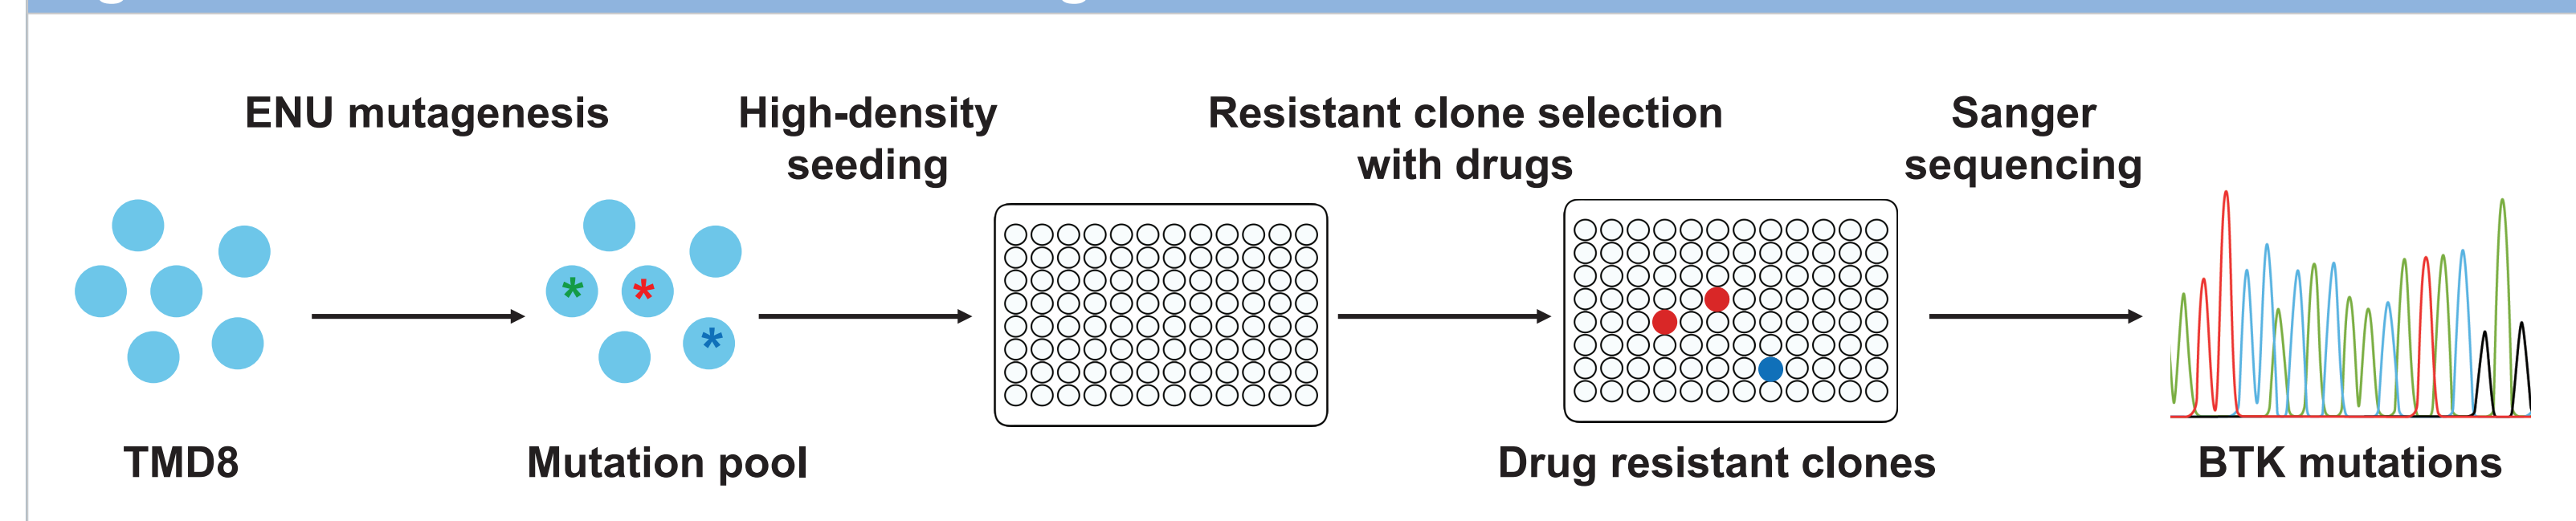 ENU mutagenesis
High-density
seeding
Resistant clone selection
with drugs
Sanger
sequencing
* *
*
TMD8
Mutation pool
Drug resistant clones
BTK mutations